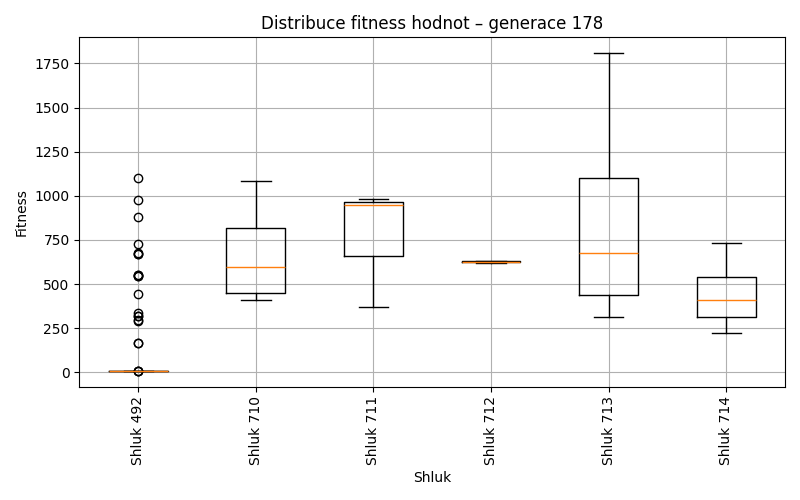 Distribuce fitness hodnot – generace 178
Fitness
1750
1500
1250
1000
750
500
250
0
Shluk 492
Shluk 710
Shluk 711
Shluk 712
Shluk 713
Shluk 714
Shluk